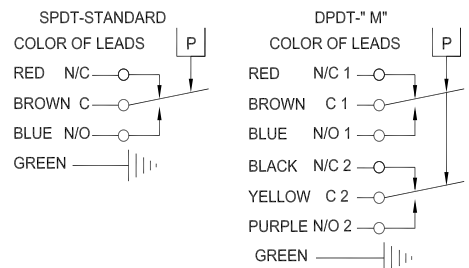 SPDT-STANDARD
COLOR OF LEADS
P
RED N/C
BROWN C
BLUE N/O
GREEN
DPDT-" M"
COLOR OF LEADS
P
RED N/C 1
BROWN C 1
BLUE N/O 1
BLACK N/C 2
YELLOW C 2
PURPLE N/O 2
GREEN